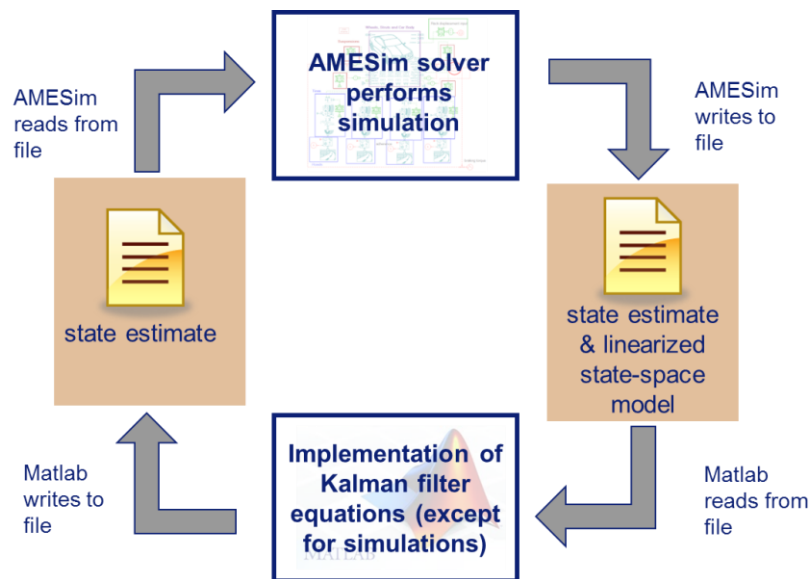 AMESim solver
performs
simulation
AMESim
reads from
file
AMESim
writes to
file
state estimate
state estimate
& linearized
state-space
model
Implementation of
Kalman filter
equations (except
for simulations)
MATLAB
Matlab
writes to
file
Matlab
reads from
file